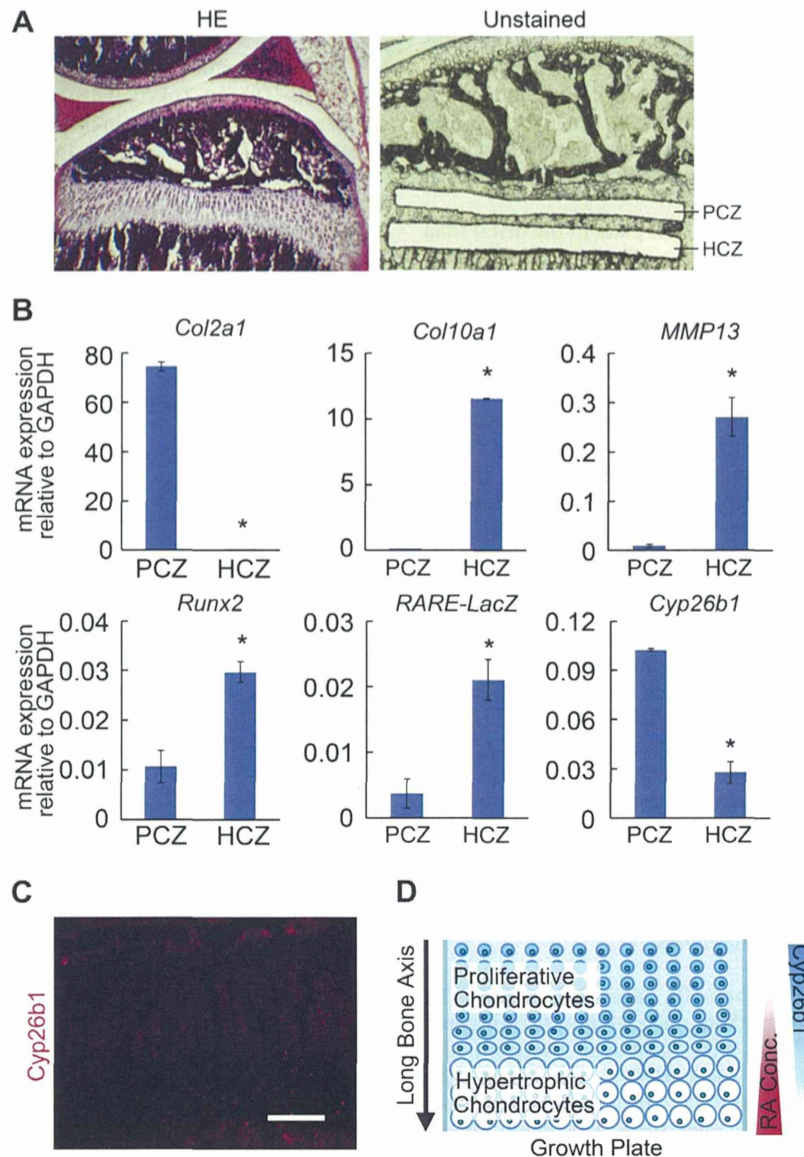 A
HE
Unstained
PCZ
HCZ
B
Col2a1
Col10a1
MMP13
mRNA expression
relative to GAPDH
80
60
40
20
0
*
PCZ HCZ
15
10
5
0
*
PCZ HCZ
0.4
0.3
0.2
0.1
0
*
PCZ HCZ
Runx2
RARE-LacZ
Cyp26b1
mRNA expression
relative to GAPDH
0.04
0.03
0.02
0.01
0
*
PCZ HCZ
0.03
0.02
0.01
0
*
PCZ HCZ
0.12
0.09
0.06
0.03
0
*
PCZ HCZ
C
Cyp26b1
D
Long Bone Axis
Proliferative
Chondrocytes
Hypertrophic
Chondrocytes
Growth Plate
RA Conc.
Cyp26b1